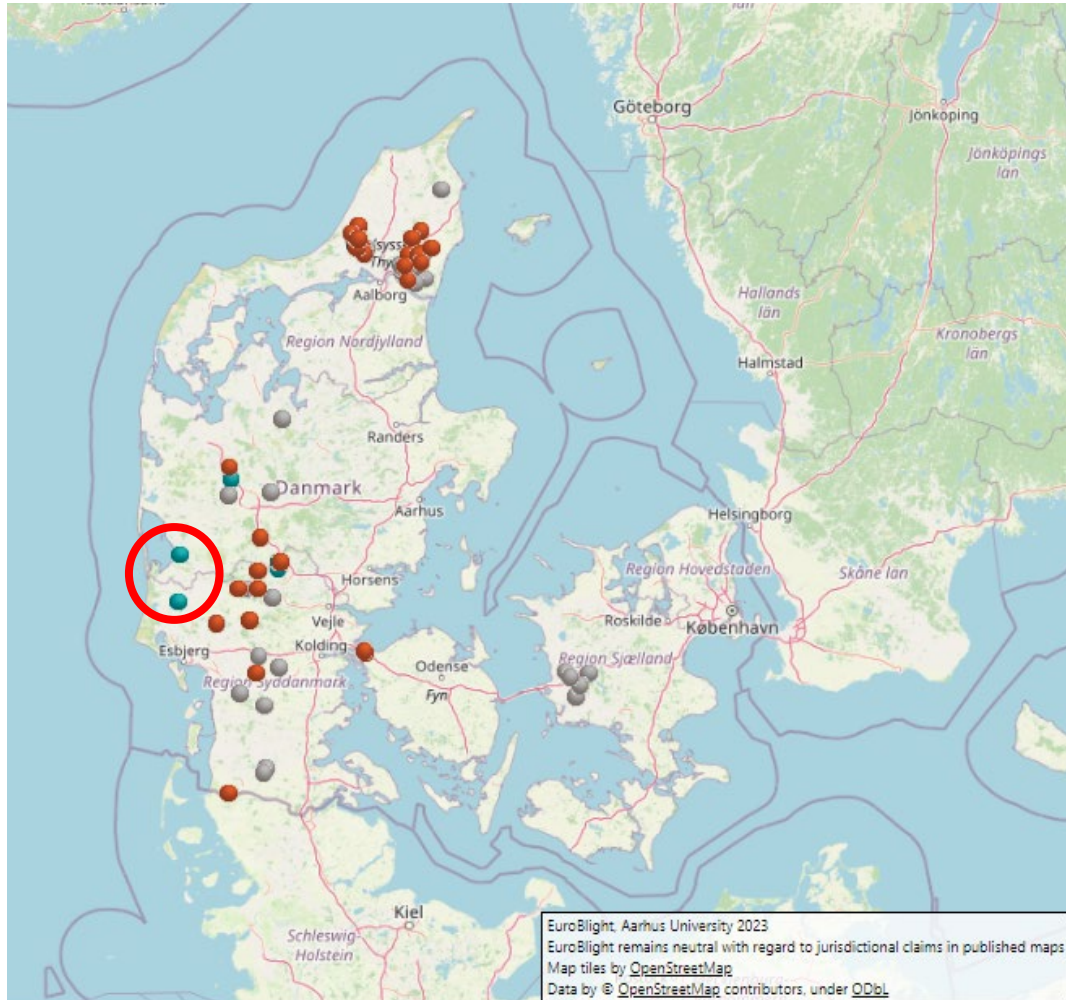 län
Göteborg
Jönköping
Jönköpings
län
Hallands
län
Kronobergs
län
Aalborg
Region Nordjylland
Halmstad
Randers
Danmark
Aarhus
Helsingborg
Horsens
Region Hovedstaden
Skåne län
Vejle
Roskilde
København
Esbjerg
Kolding
Odense
Region Sjælland
Region Syddanmark
Fyn
Kiel
Schleswig-
Holstein
EuroBlight, Aarhus University 2023
EuroBlight remains neutral with regard to jurisdictional claims in published maps
Map tiles by OpenStreetMap
Data by © OpenStreetMap contributors, under ODbL